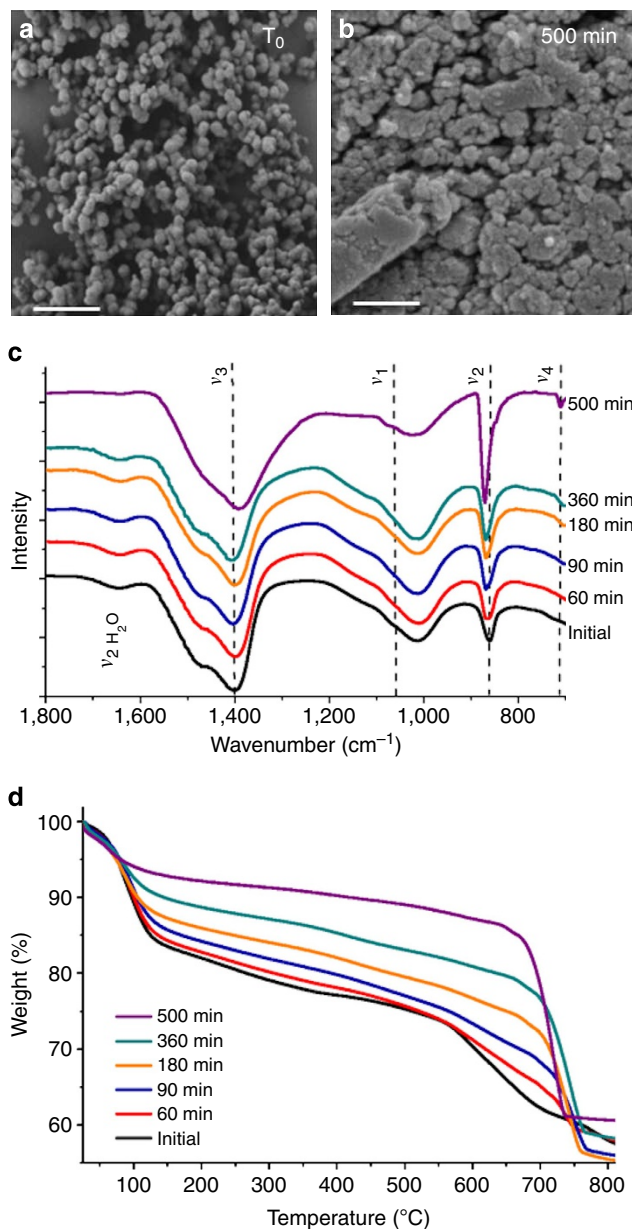 a
T0
b
500 min
c
ν3
ν1
ν2
ν4
500 min
360 min
180 min
90 min
60 min
Initial
ν2 H2O
Intensity
1,800
1,600
1,400
1,200
1,000
800
Wavenumber (cm−1)
d
100
90
80
70
60
Weight (%)
500 min
360 min
180 min
90 min
60 min
Initial
100
200
300
400
500
600
700
800
Temperature (°C)